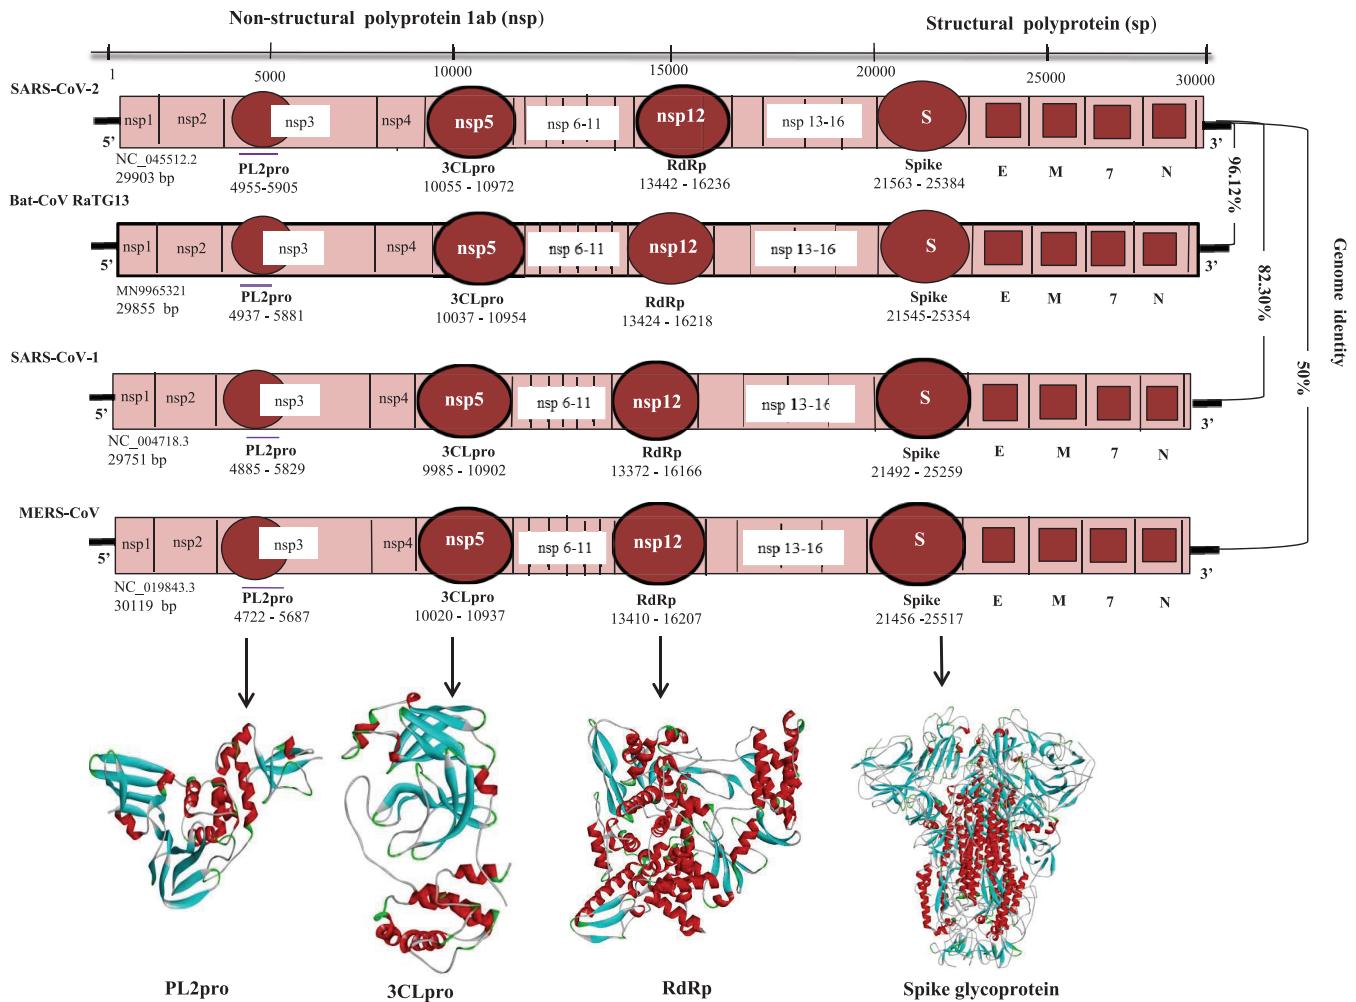 Non-structural polyprotein 1ab (nsp)
Structural polyprotein (sp)
1
5000
10000
15000
20000
25000
30000
SARS-CoV-2
nsp1
nsp2
nsp3
nsp4
nsp5
nsp 6-11
nsp12
nsp 13-16
S
5’
3’
NC_045512.2
29903 bp
PL2pro
4955-5905
3CLpro
10055 - 10972
RdRp
13442 - 16236
Spike
21563 - 25384
E
M
7
N
Bat-CoV RaTG13
nsp1
nsp2
nsp3
nsp4
nsp5
nsp 6-11
nsp12
nsp 13-16
S
5’
3’
MN9965321
29855 bp
PL2pro
4937 - 5881
3CLpro
10037 - 10954
RdRp
13424 - 16218
Spike
21545-25354
E
M
7
N
SARS-CoV-1
nsp1
nsp2
nsp3
nsp4
nsp5
nsp 6-11
nsp12
nsp 13-16
S
5’
3’
NC_004718.3
29751 bp
PL2pro
4885 - 5829
3CLpro
9985 - 10902
RdRp
13372 - 16166
Spike
21492 - 25259
E
M
7
N
MERS-CoV
nsp1
nsp2
nsp3
nsp4
nsp5
nsp 6-11
nsp12
nsp 13-16
S
5’
3’
NC_019843.3
30119 bp
PL2pro
4722 - 5687
3CLpro
10020 - 10937
RdRp
13410 - 16207
Spike
21456 -25517
E
M
7
N
96.12%
82.30%
50%
Genome identity
PL2pro
3CLpro
RdRp
Spike glycoprotein